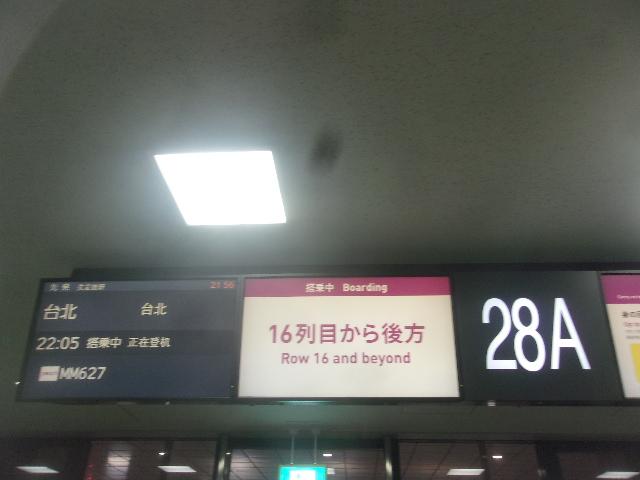 21:56
台北 台北
22:05 搭乗中 正在登机
MM627
搭乗中 Boarding
16列目から後方
Row 16 and beyond
28A